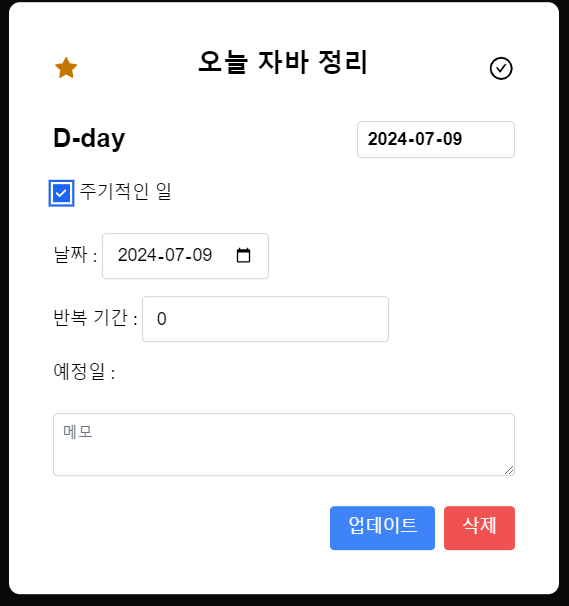 오늘 자바 정리
D-day 2024-07-09
주기적인 일
날짜 : 2024-07-09
반복 기간 : 0
예정일 :
메모
업데이트 삭제